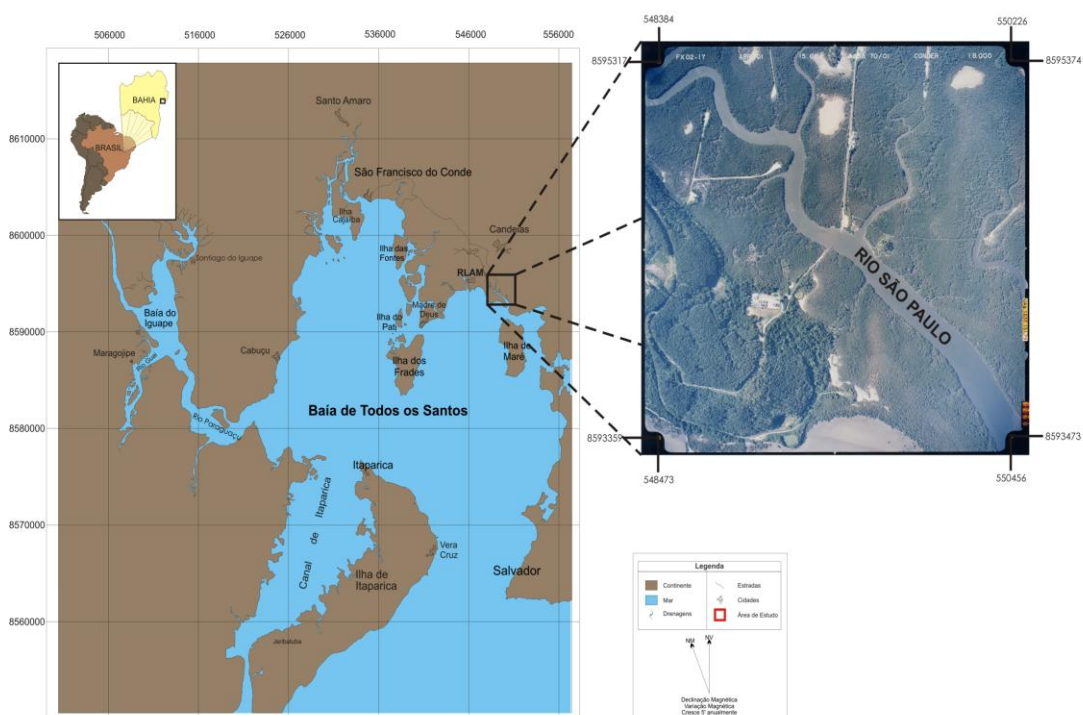 506000
516000
526000
536000
546000
556000
8610000
8600000
8590000
8580000
8570000
8560000
BAHIA
BRASIL
Santo Amaro
São Francisco do Conde
Ilha
Cajaíba
Candeias
Ilha das
Fontes
RLAM
Santiago do Iguape
Madre de
Deus
Baía do
Iguape
Ilha do
Pati
Maragojipe
Cabuçu
Ilha dos
Frades
Ilha de
Maré
Baía de Todos os Santos
Rio Paraguaçu
Itaparica
Canal de Itaparica
Vera
Cruz
Ilha de
Itaparica
Salvador
548384
550226
8595317
8595374
FX 02-17
CONDER
RIO SÃO PAULO
8593359
8593473
548473
550456
Legenda
Continente
Mar
Drenagens
Estradas
Cidades
Área de Estudo
NM
NV
Declinação Magnética
Variação Magnética
Cresce 5' anualmente